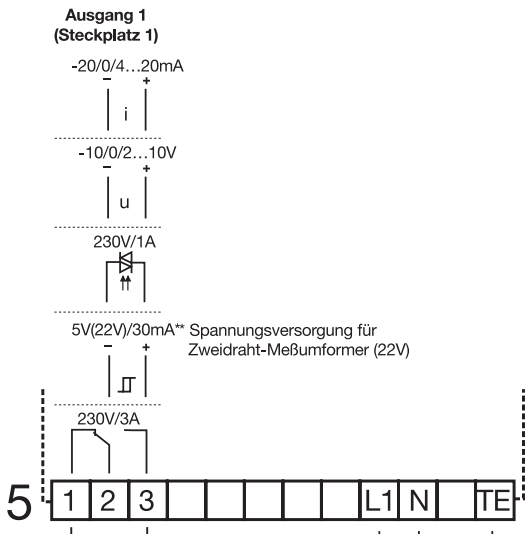 Ausgang 1
(Steckplatz 1)
-20/0/4...20mA
− +
i
-10/0/2...10V
− +
u
230V/1A
5V(22V)/30mA** Spannungsversorgung für
Zweidraht-Meßumformer (22V)
− +
230V/3A
5 1 2 3 L1 N TE